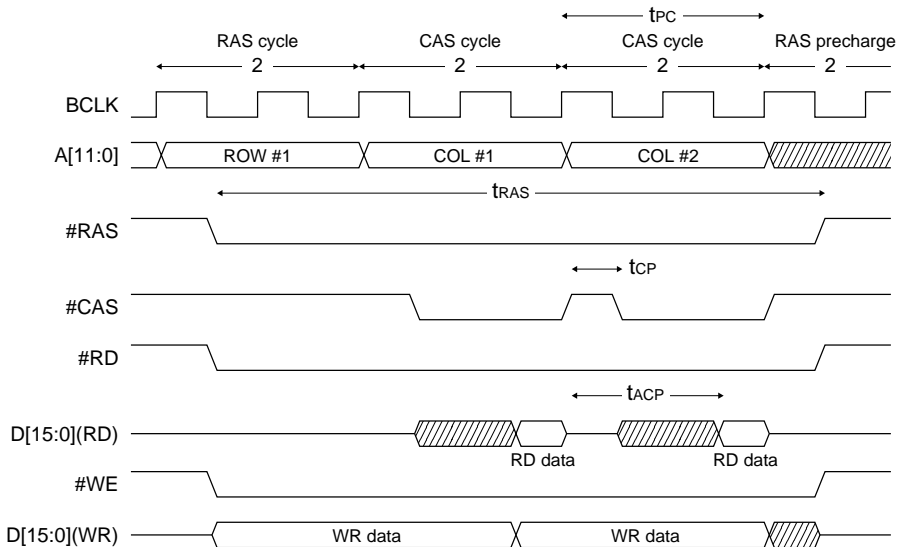 tPC
RAS cycle CAS cycle CAS cycle RAS precharge
2 2 2 2
BCLK
A[11:0] ROW #1 COL #1 COL #2
tRAS
#RAS
tCP
#CAS
#RD
tACP
D[15:0](RD)
RD data RD data
#WE
D[15:0](WR) WR data WR data